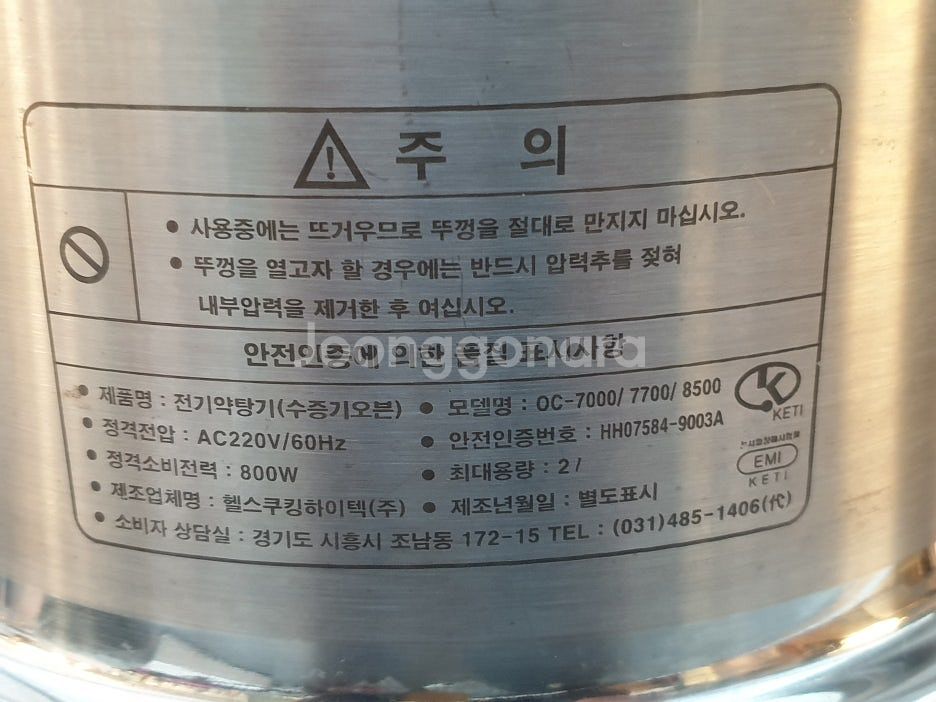 주 의
• 사용중에는 뜨거우므로 뚜껑을 절대로 만지지 마십시오.
• 뚜껑을 열고자 할 경우에는 반드시 압력추를 젖혀
내부압력을 제거한 후 여십시오.
안전인증에 의한 품질 표시사항
Joonggonara
• 제품명 : 전기약탕기(수증기오븐) • 모델명 : OC-7000/ 7700/ 8500
• 정격전압 : AC220V/60Hz • 안전인증번호 : HH07584-9003A
KETI
• 정격소비전력 : 800W • 최대용량 : 2l
EMI
KETI
• 제조업체명 : 헬스쿠킹하이텍(주) • 제조년월일 : 별도표시
• 소비자 상담실 : 경기도 시흥시 조남동 172-15 TEL : (031)485-1406(代)